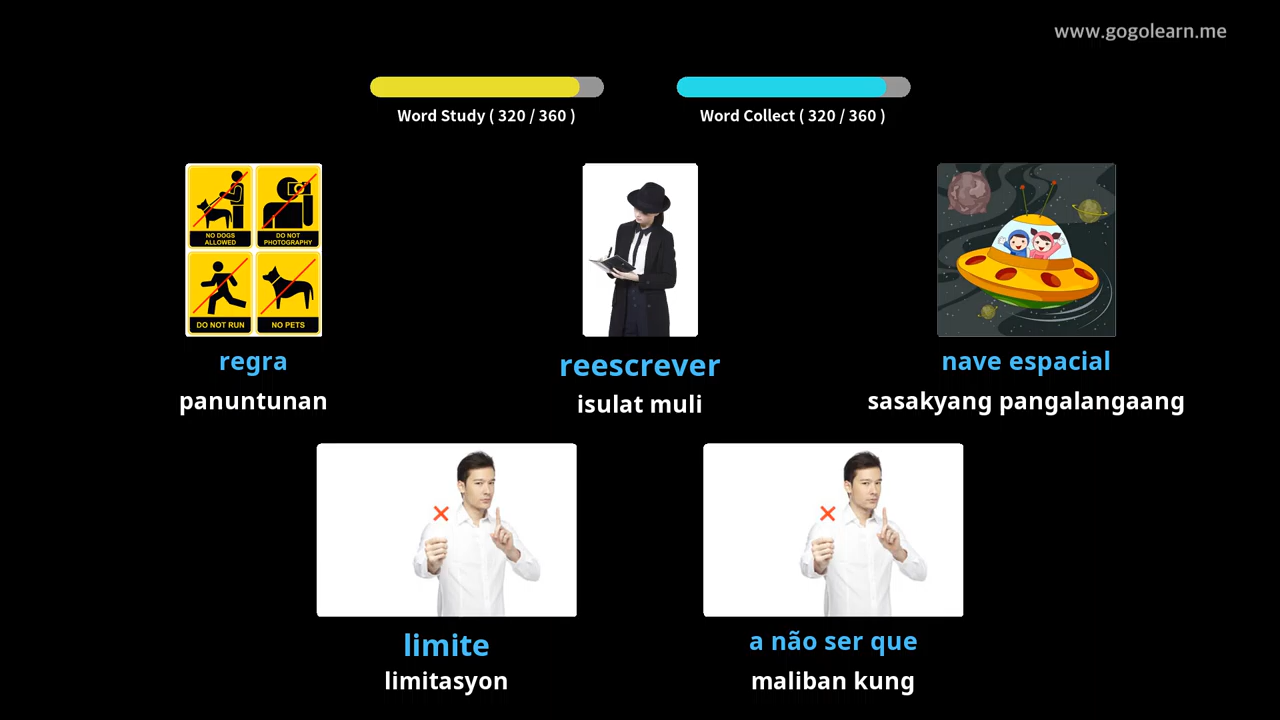 www.gogolearn.me
Word Study ( 320 / 360 )
Word Collect ( 320 / 360 )
NO DOGS
ALLOWED
DO NOT
PHOTOGRAPHY
DO NOT RUN
NO PETS
regra
panuntunan
reescrever
isulat muli
nave espacial
sasakyang pangalangaang
limite
limitasyon
a não ser que
maliban kung